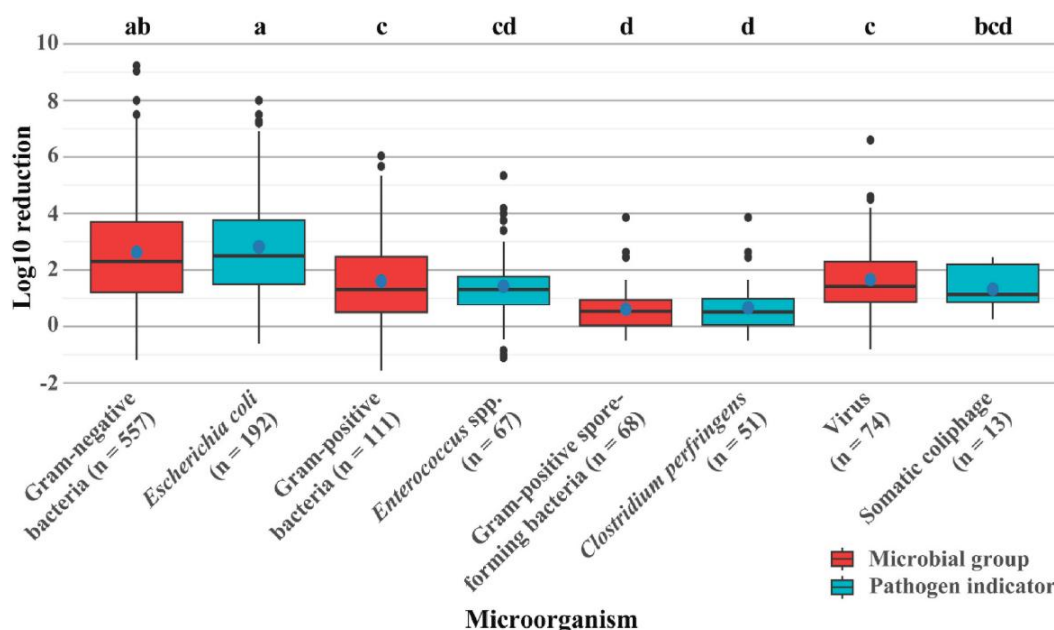 ab a c cd d d c bcd
10
8
6
4
2
0
-2
Log10 reduction
Gram-negative
bacteria (n = 557)
Escherichia coli
(n = 192)
Gram-positive
bacteria (n = 111)
Enterococcus spp.
(n = 67)
Gram-positive spore-
forming bacteria (n = 68)
Clostridium perfringens
(n = 51)
Virus
(n = 74)
Somatic coliphage
(n = 13)
Microbial group
Pathogen indicator
Microorganism